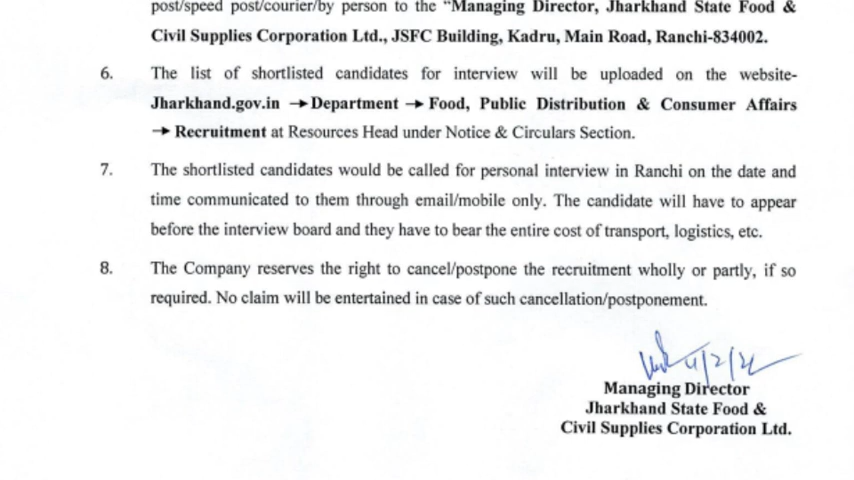 post/speed post/courier/by person to the "Managing Director, Jharkhand State Food &
Civil Supplies Corporation Ltd., JSFC Building, Kadru, Main Road, Ranchi-834002.
6. The list of shortlisted candidates for interview will be uploaded on the website-
Jharkhand.gov.in →Department → Food, Public Distribution & Consumer Affairs
→ Recruitment at Resources Head under Notice & Circulars Section.
7. The shortlisted candidates would be called for personal interview in Ranchi on the date and
time communicated to them through email/mobile only. The candidate will have to appear
before the interview board and they have to bear the entire cost of transport, logistics, etc.
8. The Company reserves the right to cancel/postpone the recruitment wholly or partly, if so
required. No claim will be entertained in case of such cancellation/postponement.
Managing Director
Jharkhand State Food &
Civil Supplies Corporation Ltd.